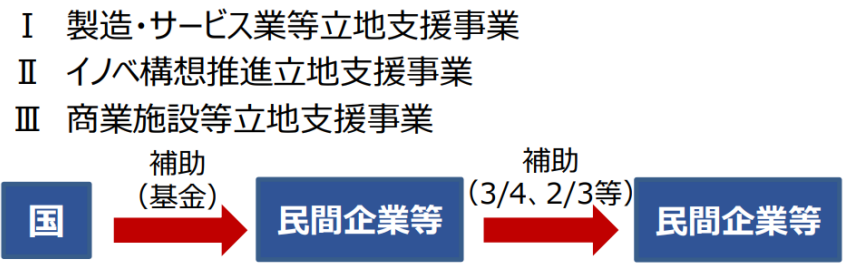 Ⅰ 製造・サービス業等立地支援事業
Ⅱ イノベ構想推進立地支援事業
Ⅲ 商業施設等立地支援事業
補助
（基金）
補助
（3/4、2/3等）
国
民間企業等
民間企業等